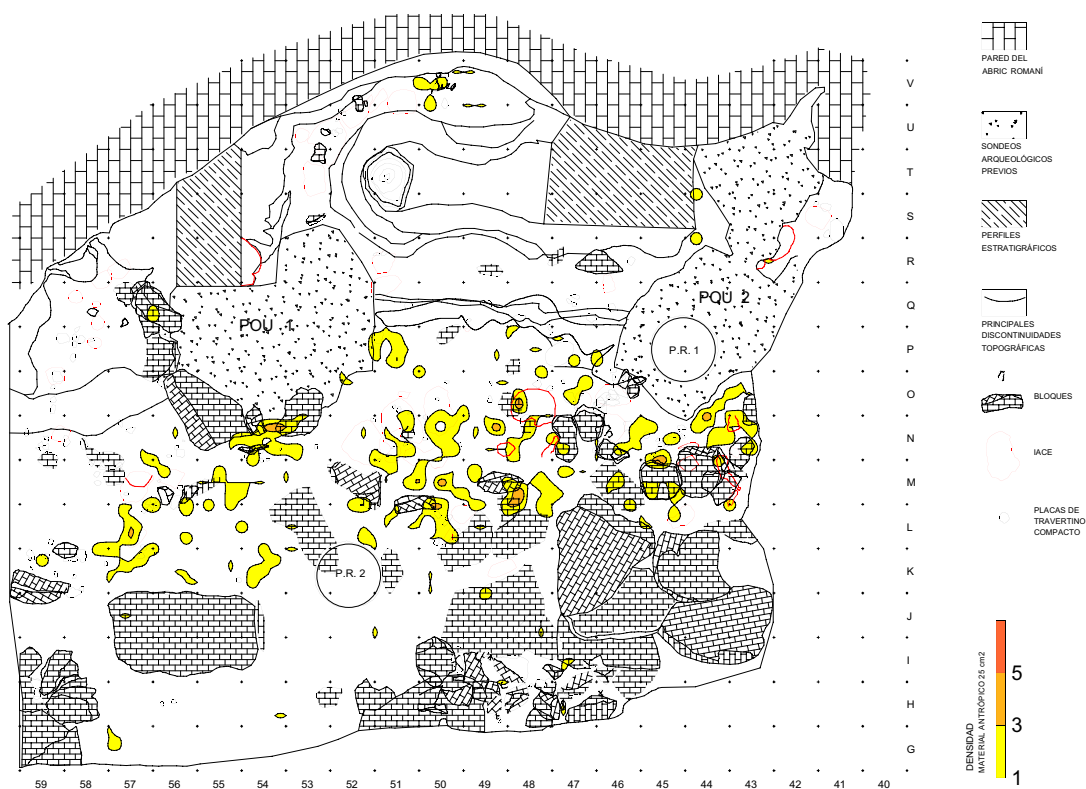 V
U
T
S
R
Q
P
O
N
M
L
K
J
I
H
G
59 58 57 56 55 54 53 52 51 50 49 48 47 46 45 44 42 41 40
POU 1
POU 2
P.R. 1
P.R. 2
PARED DEL
ABRIC ROMANÍ
SONDEOS
ARQUEOLÓGICOS
PREVIOS
PERFILES
ESTRATIGRÁFICOS
PRINCIPALES
DISCONTINUIDADES
TOPOGRÁFICAS
BLOQUES
IACE
PLACAS DE
TRAVERTINO
COMPACTO
DENSIDAD
MATERIAL ANTRÓPICO 25 cm2
5
3
1